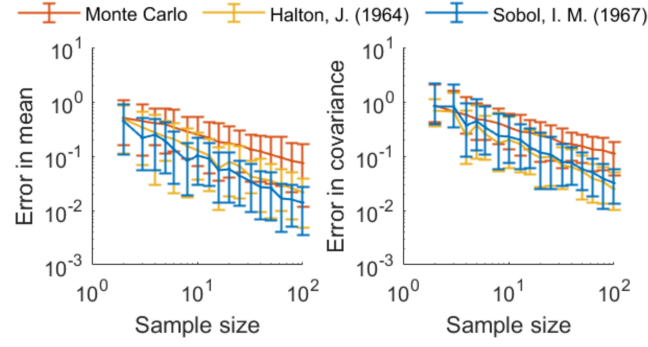 Monte Carlo Halton, J. (1964) Sobol, I. M. (1967)
Error in mean
10^1
10^0
10^-1
10^-2
10^-3
10^0 10^1 10^2
Sample size
Error in covariance
10^1
10^0
10^-1
10^-2
10^-3
10^0 10^1 10^2
Sample size